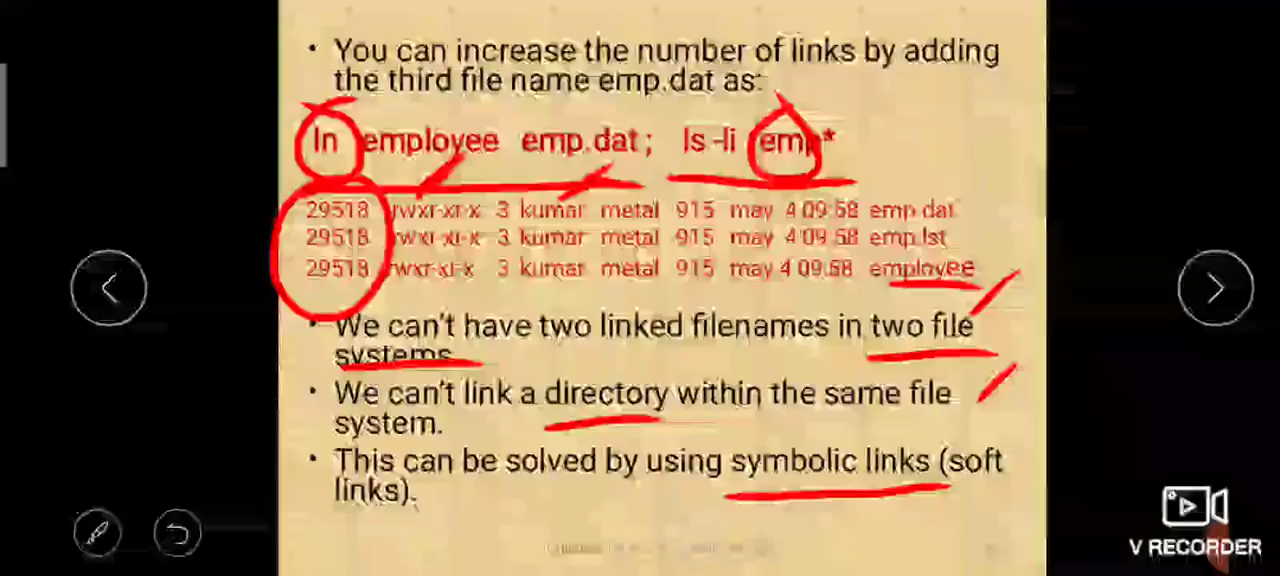 • You can increase the number of links by adding
the third file name emp.dat as:
ln employee emp.dat ; ls -li emp*
29518 rwxr-xr-x 3 kumar metal 915 may 4 09:58 emp.dat
29518 rwxr-xr-x 3 kumar metal 915 may 4 09:58 emp.lst
29518 rwxr-xr-x 3 kumar metal 915 may 4 09:58 employee
• We can't have two linked filenames in two file
systems.
• We can't link a directory within the same file
system.
• This can be solved by using symbolic links (soft
links).
V RECORDER